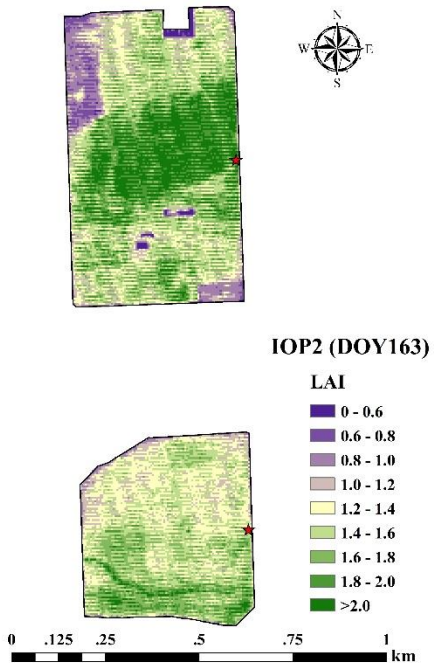 N
W E
S
IOP2 (DOY163)
LAI
0 - 0.6
0.6 - 0.8
0.8 - 1.0
1.0 - 1.2
1.2 - 1.4
1.4 - 1.6
1.6 - 1.8
1.8 - 2.0
>2.0
0 .125 .25 .5 .75 1
km